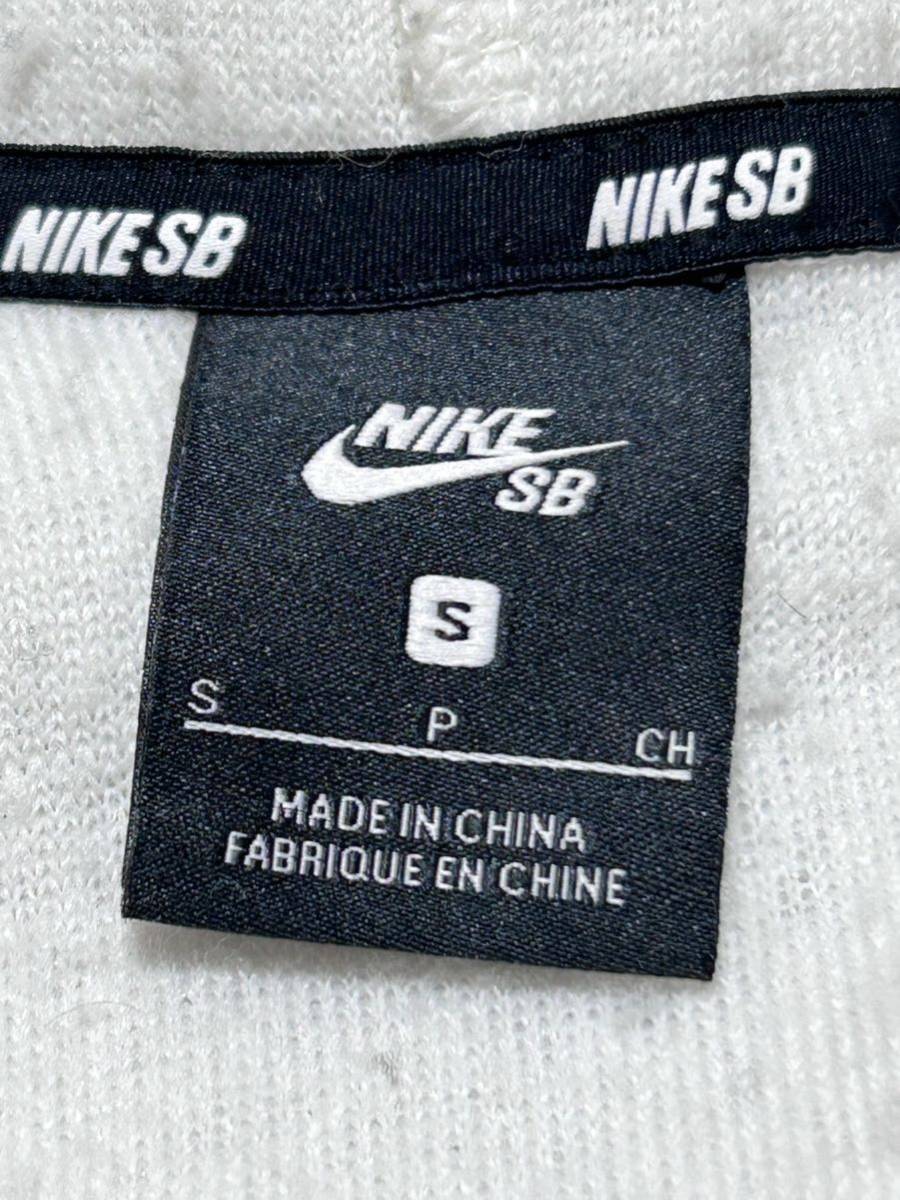 NIKE SB NIKE SB
NIKE
SB
S
S P CH
MADE IN CHINA
FABRIQUE EN CHINE